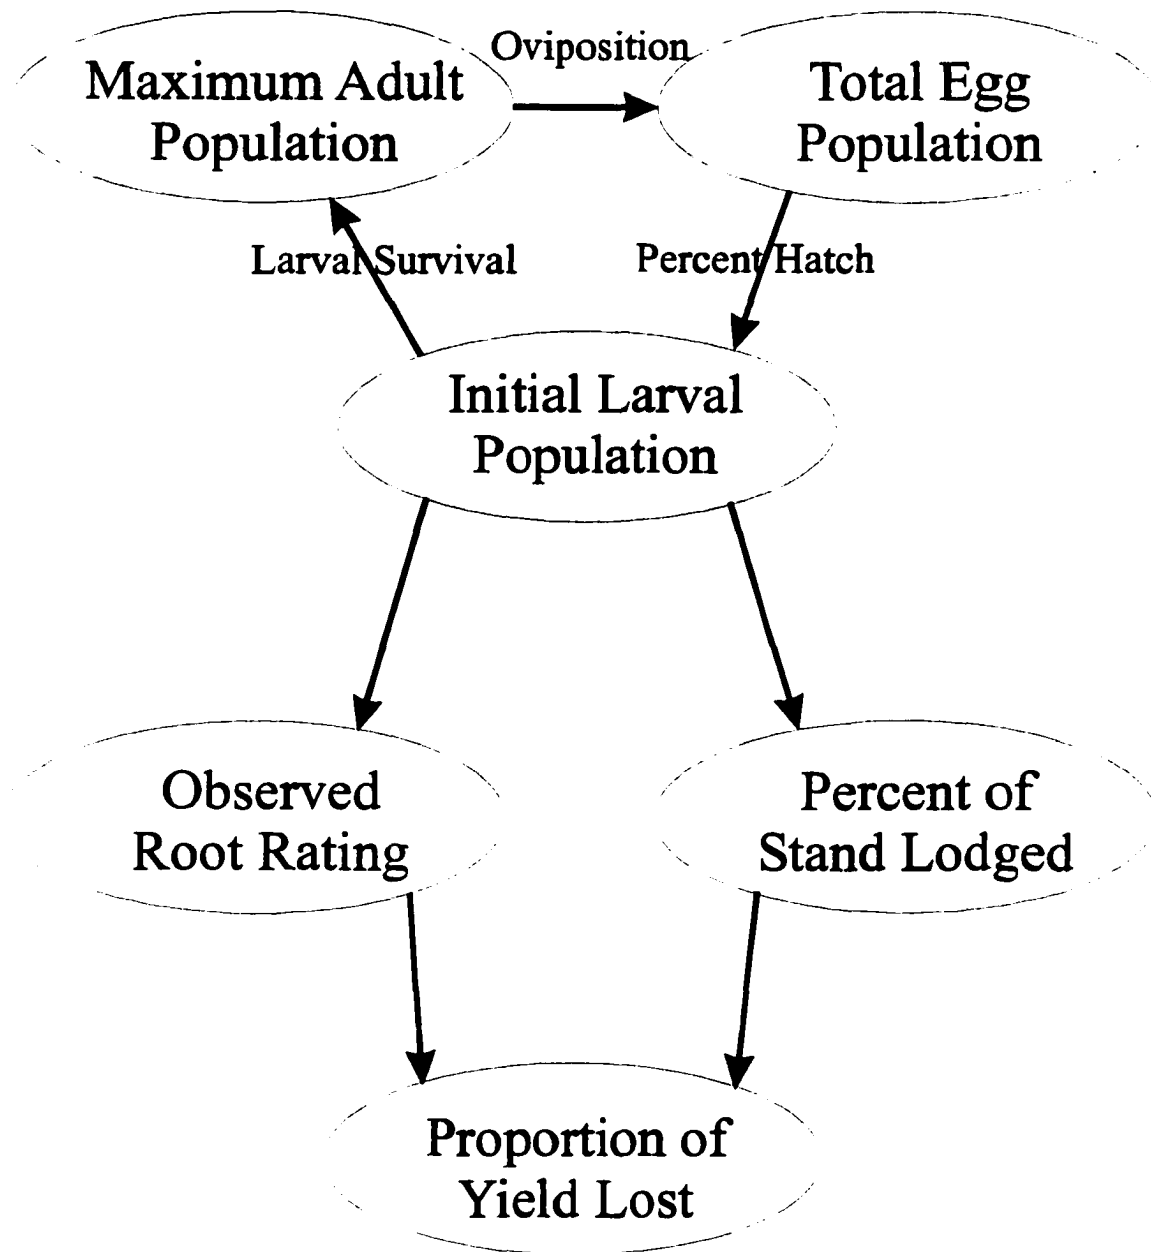 Oviposition
Maximum Adult
Population
Total Egg
Population
Larval Survival
Percent Hatch
Initial Larval
Population
Observed
Root Rating
Percent of
Stand Lodged
Proportion of
Yield Lost